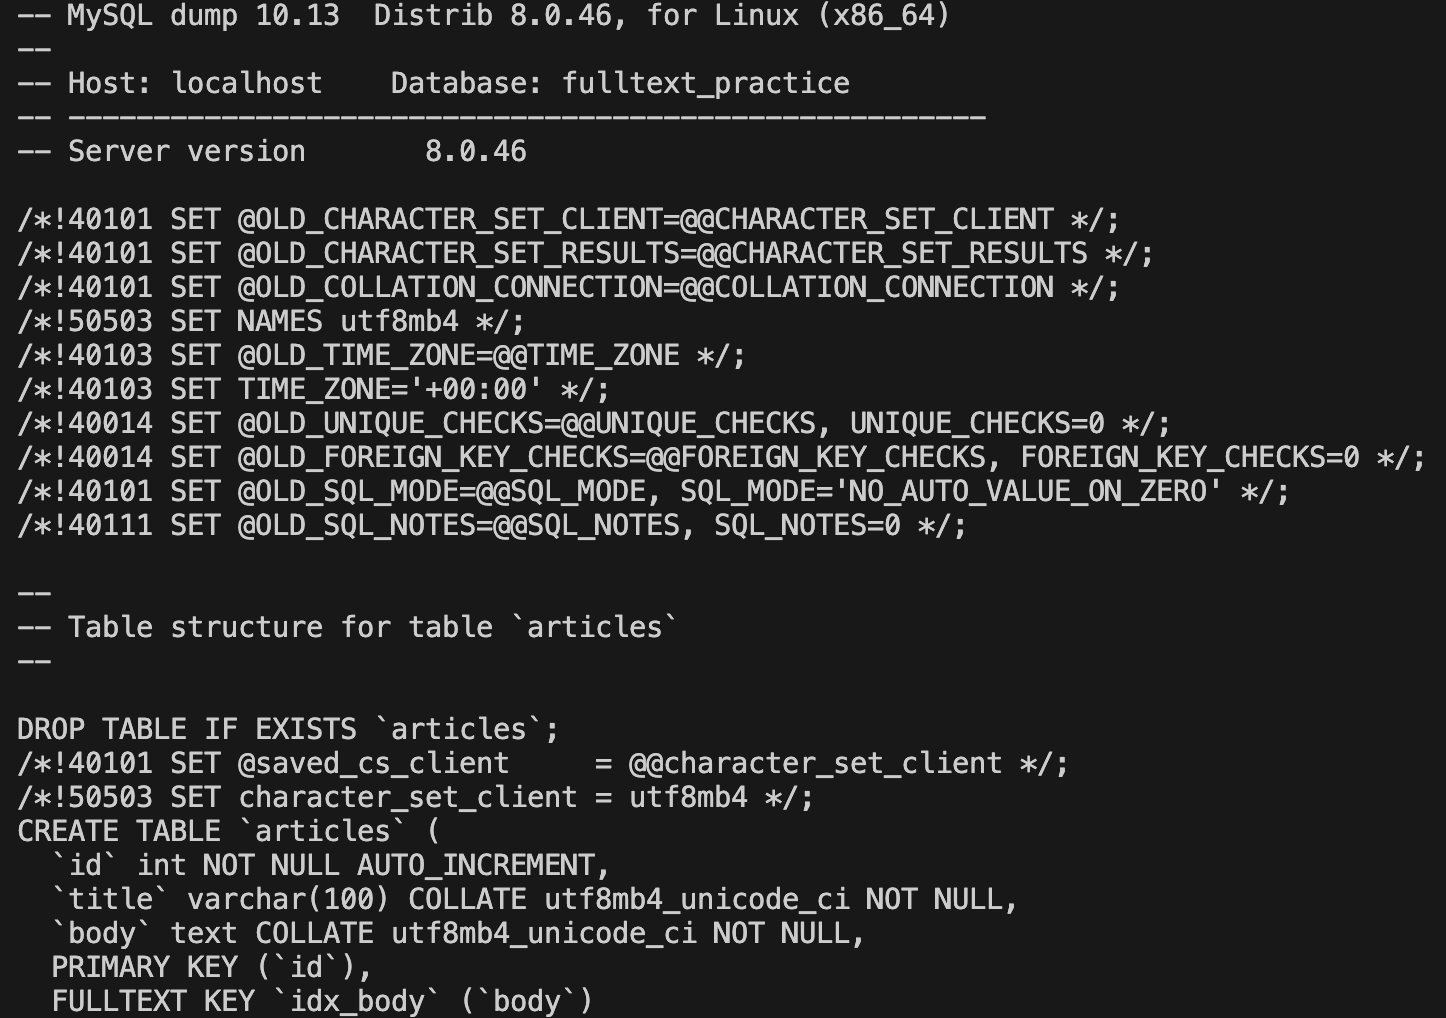 -- MySQL dump 10.13  Distrib 8.0.46, for Linux (x86_64)
--
-- Host: localhost    Database: fulltext_practice
-- ------------------------------------------------------
-- Server version       8.0.46

/*!40101 SET @OLD_CHARACTER_SET_CLIENT=@@CHARACTER_SET_CLIENT */;
/*!40101 SET @OLD_CHARACTER_SET_RESULTS=@@CHARACTER_SET_RESULTS */;
/*!40101 SET @OLD_COLLATION_CONNECTION=@@COLLATION_CONNECTION */;
/*!50503 SET NAMES utf8mb4 */;
/*!40103 SET @OLD_TIME_ZONE=@@TIME_ZONE */;
/*!40103 SET TIME_ZONE='+00:00' */;
/*!40014 SET @OLD_UNIQUE_CHECKS=@@UNIQUE_CHECKS, UNIQUE_CHECKS=0 */;
/*!40014 SET @OLD_FOREIGN_KEY_CHECKS=@@FOREIGN_KEY_CHECKS, FOREIGN_KEY_CHECKS=0 */;
/*!40101 SET @OLD_SQL_MODE=@@SQL_MODE, SQL_MODE='NO_AUTO_VALUE_ON_ZERO' */;
/*!40111 SET @OLD_SQL_NOTES=@@SQL_NOTES, SQL_NOTES=0 */;

--
-- Table structure for table `articles`
--

DROP TABLE IF EXISTS `articles`;
/*!40101 SET @saved_cs_client     = @@character_set_client */;
/*!50503 SET character_set_client = utf8mb4 */;
CREATE TABLE `articles` (
  `id` int NOT NULL AUTO_INCREMENT,
  `title` varchar(100) COLLATE utf8mb4_unicode_ci NOT NULL,
  `body` text COLLATE utf8mb4_unicode_ci NOT NULL,
  PRIMARY KEY (`id`),
  FULLTEXT KEY `idx_body` (`body`)